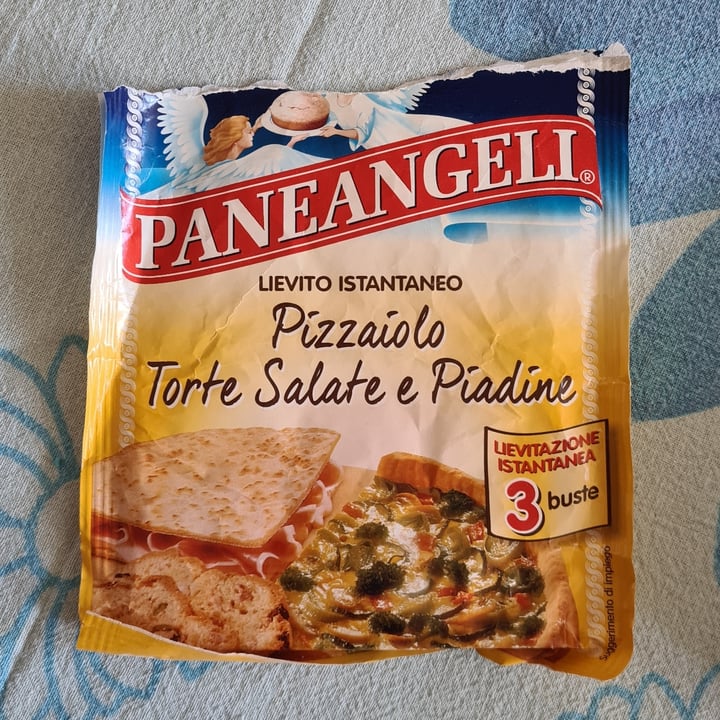 PANEANGELI®
LIEVITO ISTANTANEO
Pizzaiolo
Torte Salate e Piadine
LIEVITAZIONE
ISTANTANEA
3 buste
Suggerimento di impiego